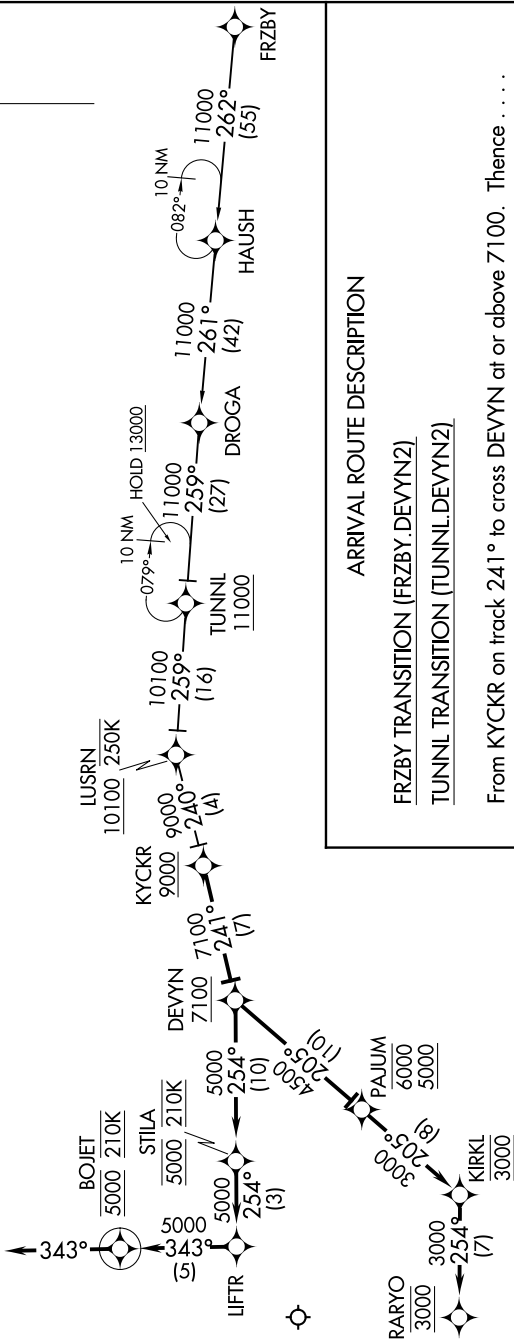 FRZBY
11000
262°
(55)
10 NM
082°
HAUSH
11000
261°
(42)
DROGA
HOLD 13000
10 NM
079°
11000
259°
(27)
TUNNL
11000
10100
259°
(16)
LUSRN
10100 250K
9000
240°
(4)
KYCKR
9000
7100
241°
(7)
DEVYN
7100
5000
254°
(10)
STILA
5000 210K
5000
254°
(3)
LIFTR
5000
343°
(5)
BOJET
5000 210K
343°
4500
205°
(10)
PAJUM
6000
5000
3000
205°
(8)
KIRKL
3000
3000
254°
(7)
RARYO
3000
ARRIVAL ROUTE DESCRIPTION
FRZBY TRANSITION (FRZBY.DEVYN2)
TUNNL TRANSITION (TUNNL.DEVYN2)
From KYCKR on track 241° to cross DEVYN at or above 7100. Thence . . . .